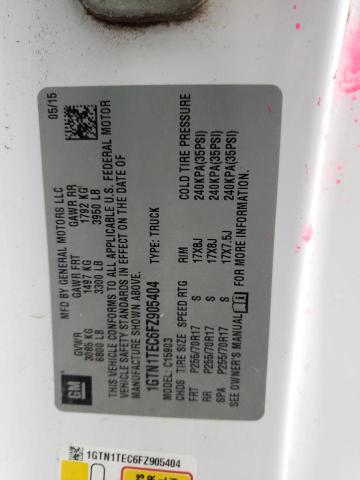 MFD BY GENERAL MOTORS LLC
05/15
GVWR GAWR FRT GAWR RR
3085 KG 1497 KG 1792 KG
6800 LB 3300 LB 3950 LB
THIS VEHICLE CONFORMS TO ALL APPLICABLE U.S. FEDERAL MOTOR
VEHICLE SAFETY STANDARDS IN EFFECT ON THE DATE OF
MANUFACTURE SHOWN ABOVE.
1GTN1TEC6FZ905404 TYPE: TRUCK
GM
MODEL: C15903
CHDS TIRE SIZE SPEED RTG RIM COLD TIRE PRESSURE
FRT P255/70R17 S 17X8J 240KPA(35PSI)
RR P255/70R17 S 17X8J 240KPA(35PSI)
SPA P255/70R17 S 17X7.5J 240KPA(35PSI)
SEE OWNER'S MANUAL FOR MORE INFORMATION.
1GTN1TEC6FZ905404